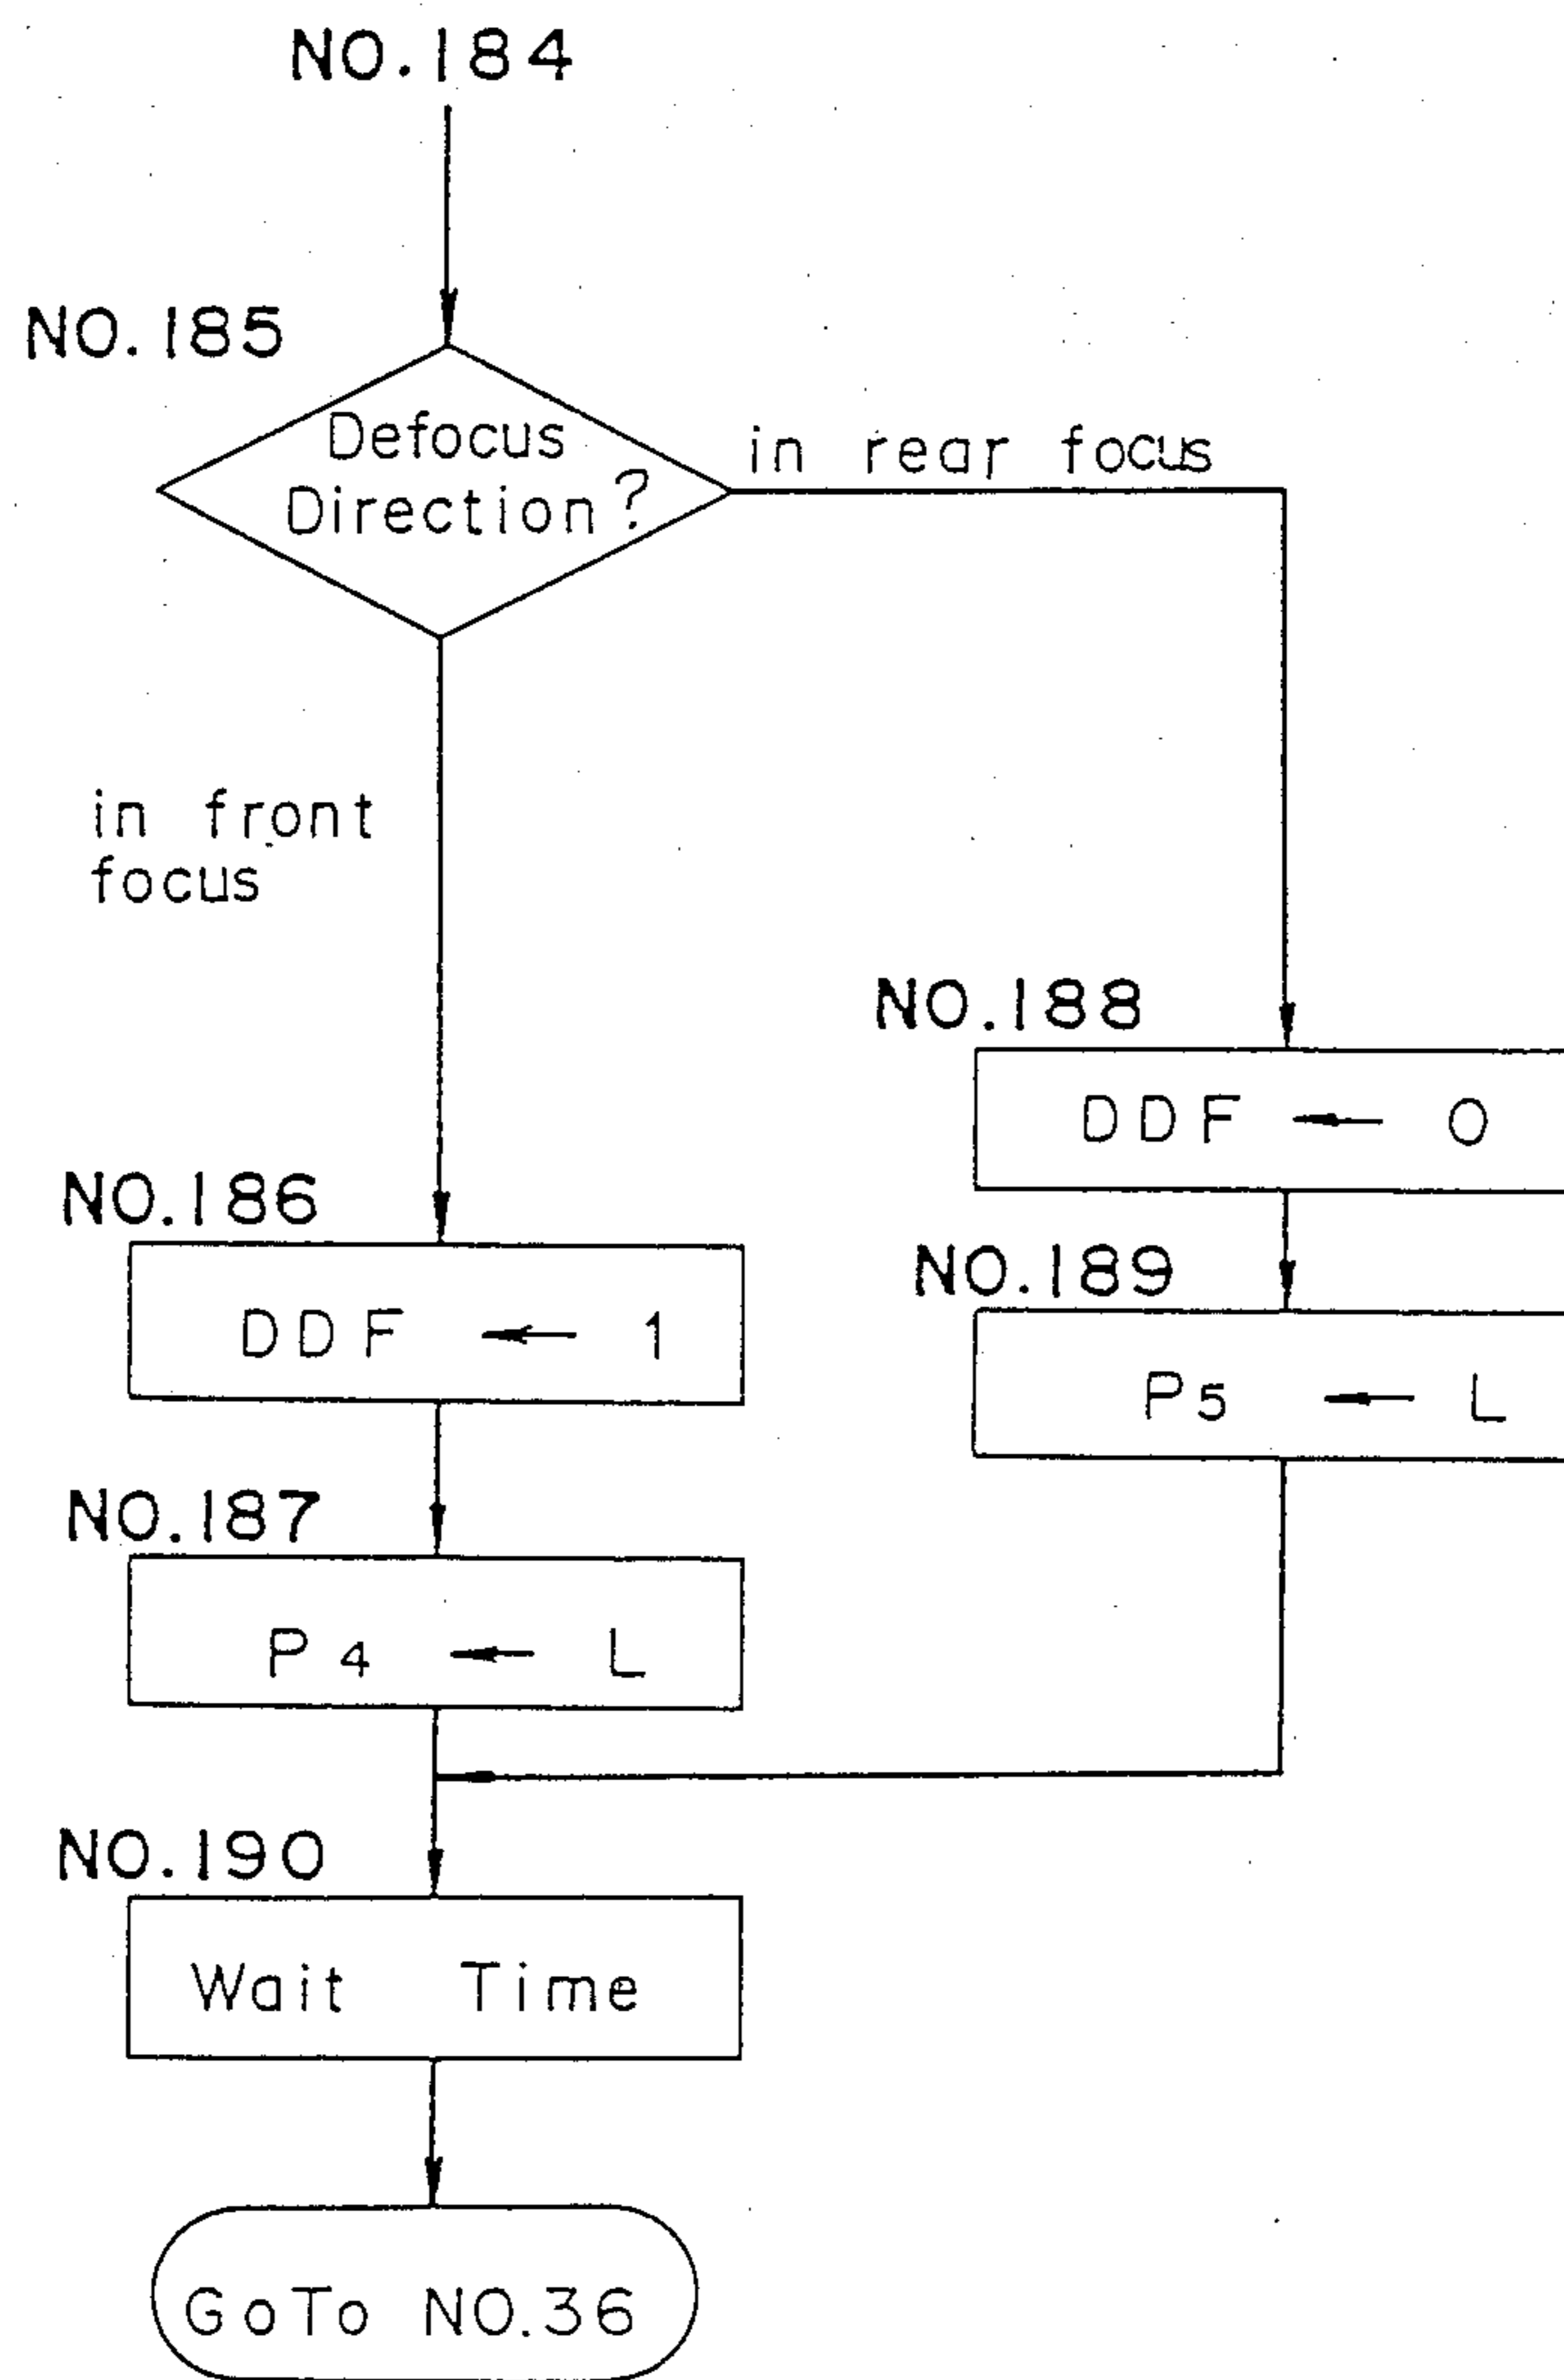 NO.184
NO.185
Defocus
Direction?
in rear focus
in front
focus
NO.188
DDF ← 0
NO.186
DDF ← 1
NO.189
P5 ← L
NO.187
P4 ← L
NO.190
Wait Time
GoTo NO.36